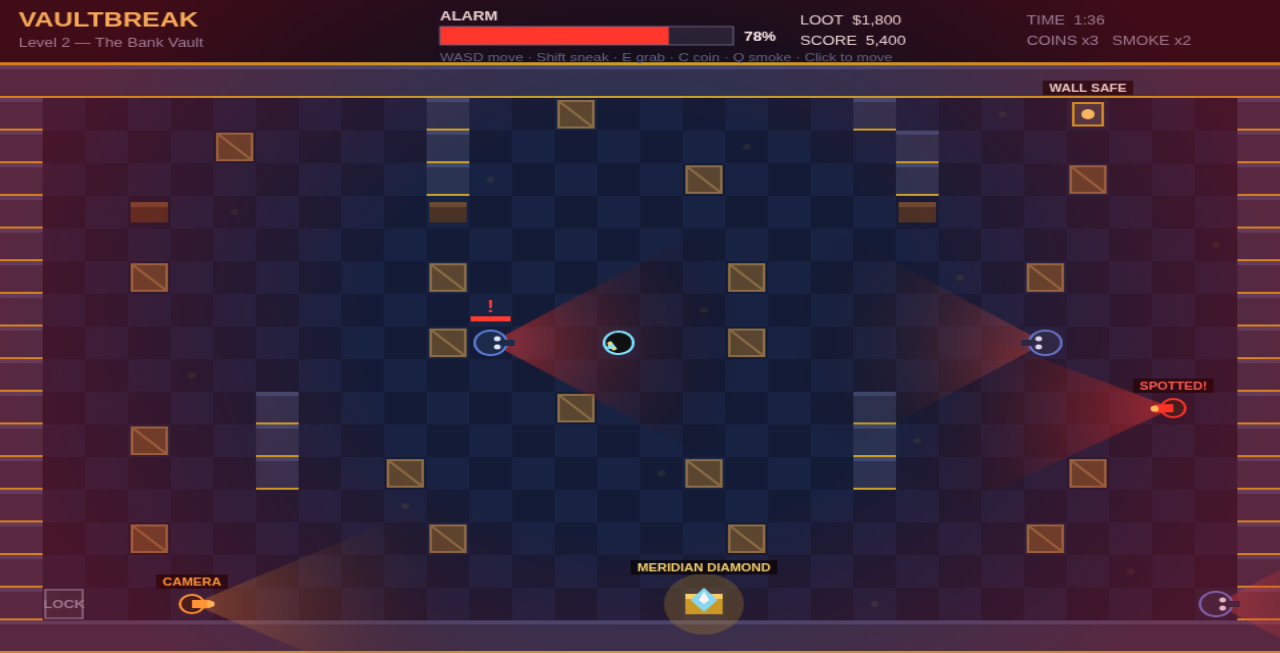 VAULTBREAK
Level 2 — The Bank Vault
ALARM
78%
WASD move · Shift sneak · E grab · C coin · Q smoke · Click to move
LOOT $1,800
SCORE 5,400
TIME 1:36
COINS x3 SMOKE x2
WALL SAFE
!
SPOTTED!
MERIDIAN DIAMOND
CAMERA
LOCK